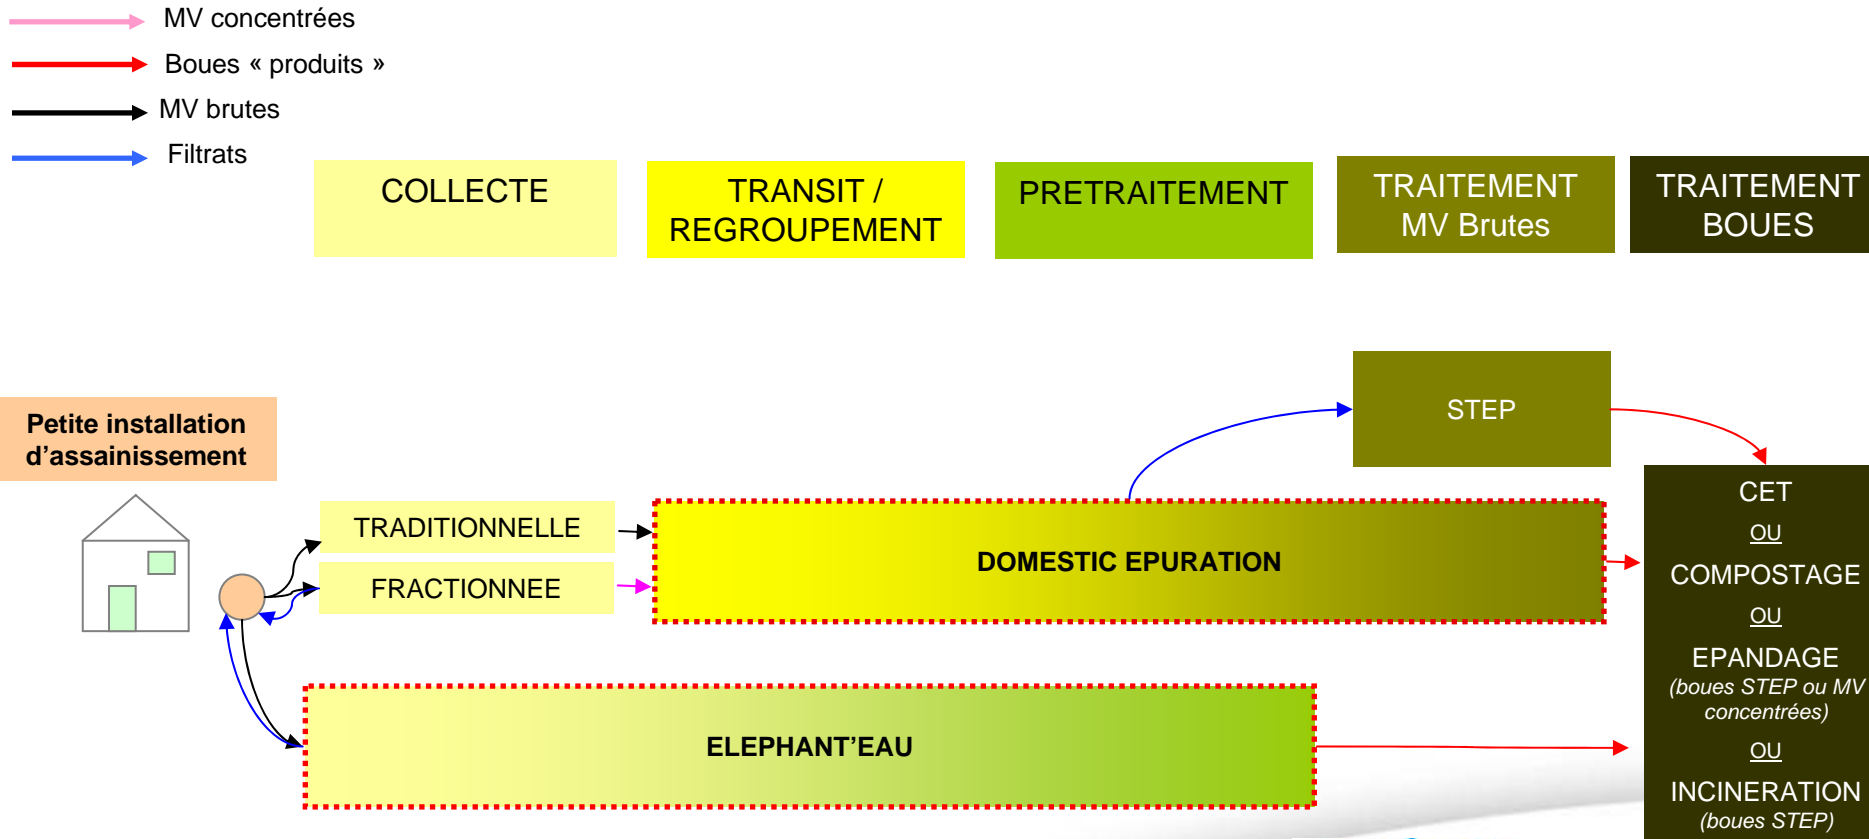 MV concentrées
Boues « produits »
MV brutes
Filtrats
COLLECTE
TRANSIT /
REGROUPEMENT
PRETRAITEMENT
TRAITEMENT
MV Brutes
TRAITEMENT
BOUES
STEP
Petite installation
d’assainissement
TRADITIONNELLE
FRACTIONNEE
DOMESTIC EPURATION
ELEPHANT’EAU
CET
OU
COMPOSTAGE
OU
EPANDAGE
(boues STEP ou MV
concentrées)
OU
INCINERATION
(boues STEP)